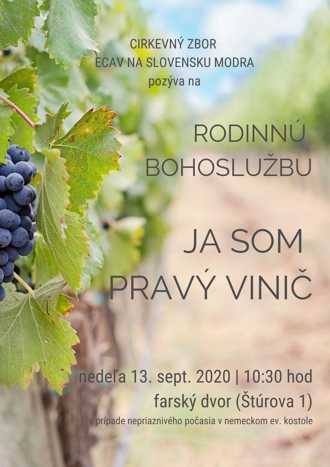 CIRKEVNÝ ZBOR
ECAV NA SLOVENSKU MODRA
pozýva na
RODINNÚ
BOHOSLUŽBU
JA SOM
PRAVÝ VINIČ
nedeľa 13. sept. 2020 | 10:30 hod
farský dvor (Štúrova 1)
prípade nepriaznivého počasia v nemeckom ev. kostole